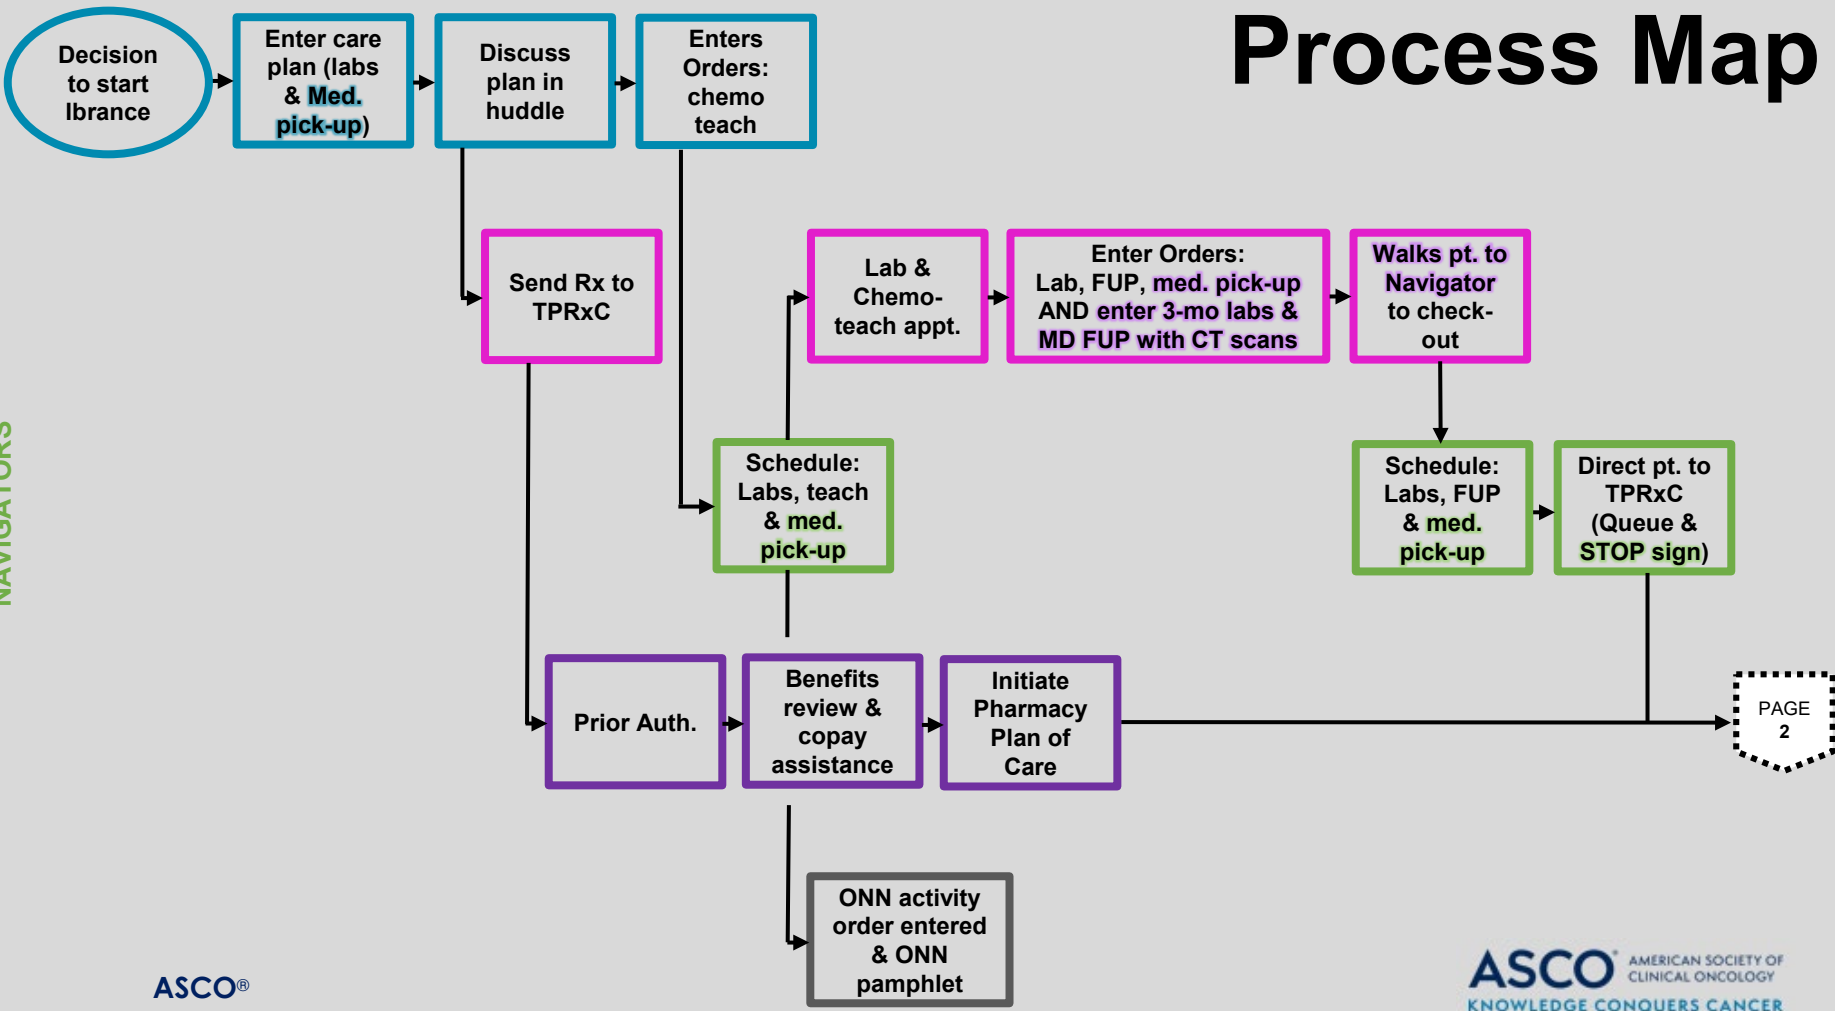 Process Map
Decision
to start
Ibrance
Enter care
plan (labs
& Med.
pick-up)
Discuss
plan in
huddle
Enters
Orders:
chemo
teach
Send Rx to
TPRxC
Lab &
Chemo-
teach appt.
Enter Orders:
Lab, FUP, med. pick-up
AND enter 3-mo labs &
MD FUP with CT scans
Walks pt. to
Navigator
to check-
out
NAVIGATORS
Schedule:
Labs, teach
& med.
pick-up
Schedule:
Labs, FUP
& med.
pick-up
Direct pt. to
TPRxC
(Queue &
STOP sign)
Prior Auth.
Benefits
review &
copay
assistance
Initiate
Pharmacy
Plan of
Care
PAGE
2
ONN activity
order entered
& ONN
pamphlet
ASCO®
ASCO® AMERICAN SOCIETY OF
CLINICAL ONCOLOGY
KNOWLEDGE CONQUERS CANCER